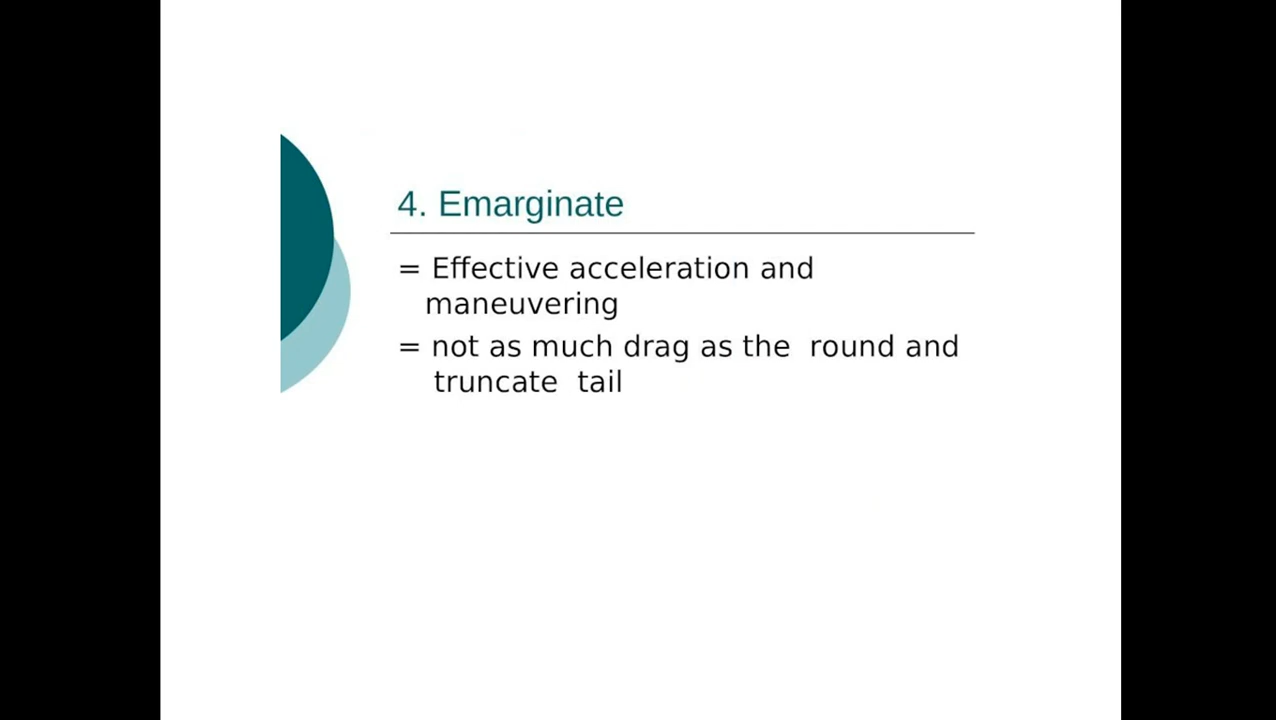 4. Emarginate
= Effective acceleration and
maneuvering
= not as much drag as the  round and
truncate  tail